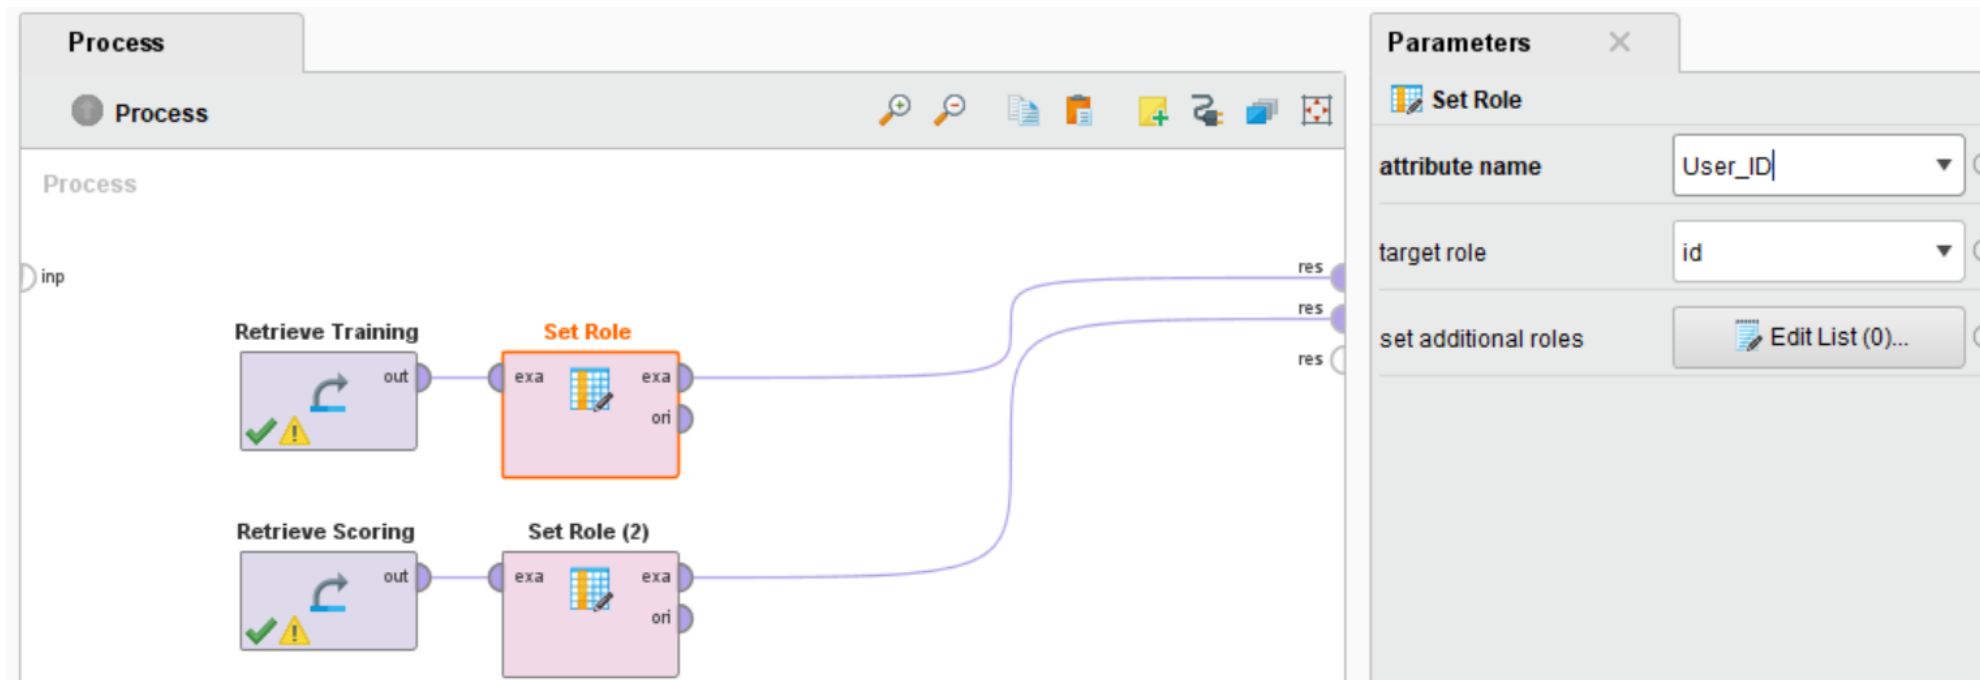 Process
Process
Process
inp
res
res
res
Retrieve Training
out
Set Role
exa
exa
ori
Retrieve Scoring
out
Set Role (2)
exa
exa
ori
Parameters
Set Role
attribute name
User_ID
target role
id
set additional roles
Edit List (0)...